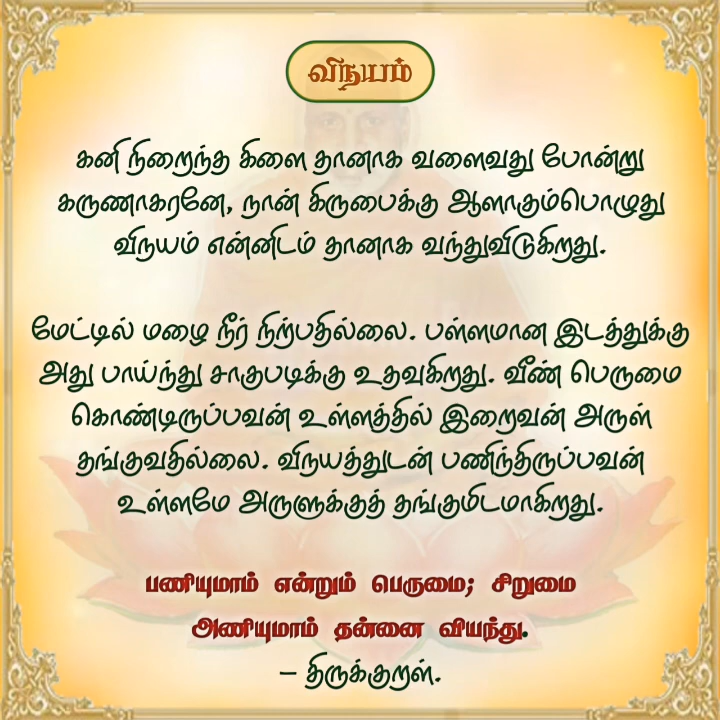 விநயம்
கனி நிறைந்த கிளை தானாக வளைவது போன்று
கருணாகரனே, நான் கிருபைக்கு ஆளாகும்பொழுது
விநயம் என்னிடம் தானாக வந்துவிடுகிறது.
மேட்டில் மழை நீர் நிற்பதில்லை. பள்ளமான இடத்துக்கு
அது பாய்ந்து சாகுபடிக்கு உதவுகிறது. வீண் பெருமை
கொண்டிருப்பவன் உள்ளத்தில் இறைவன் அருள்
தங்குவதில்லை. விநயத்துடன் பணிந்திருப்பவன்
உள்ளமே அருளுக்குத் தங்குமிடமாகிறது.
பணியுமாம் என்றும் பெருமை; சிறுமை
அணியுமாம் தன்னை வியந்து.
– திருக்குறள்.